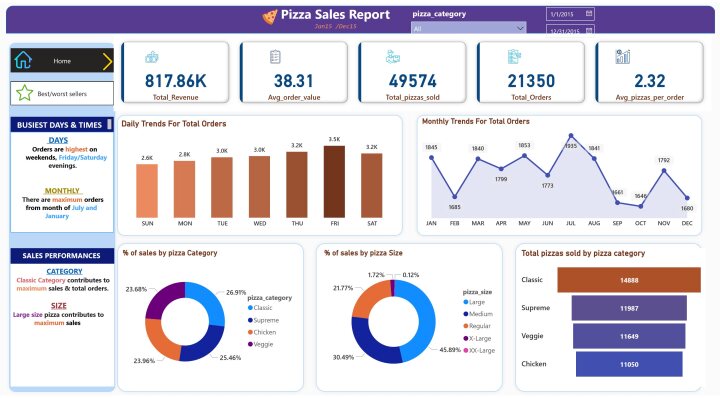 Pizza Sales Report
Jan15 /Dec15
pizza_category
All
1/1/2015
12/31/2015
Home
Best/worst sellers
817.86K
Total_Revenue
38.31
Avg_order_value
49574
Total_pizzas_sold
21350
Total_Orders
2.32
Avg_pizzas_per_order
BUSIEST DAYS & TIMES
DAYS
Orders are highest on
weekends, Friday/Saturday
evenings.
MONTHLY
There are maximum orders
from month of July and
January
SALES PERFORMANCES
CATEGORY
Classic Category contributes to
maximum sales & total orders.
SIZE
Large size pizza contributes to
maximum sales
Daily Trends For Total Orders
2.6K
2.8K
3.0K
3.0K
3.2K
3.5K
3.2K
SUN
MON
TUE
WED
THU
FRI
SAT
Monthly Trends For Total Orders
1845
1685
1840
1799
1853
1773
1935
1841
1661
1646
1792
1680
JAN
FEB
MAR
APR
MAY
JUN
JUL
AUG
SEP
OCT
NOV
DEC
% of sales by pizza Category
23.68%
26.91%
23.96%
25.46%
pizza_category
Classic
Supreme
Chicken
Veggie
% of sales by pizza Size
1.72%
0.12%
21.77%
30.49%
45.89%
pizza_size
Large
Medium
Regular
X-Large
XX-Large
Total pizzas sold by pizza category
Classic
14888
Supreme
11987
Veggie
11649
Chicken
11050